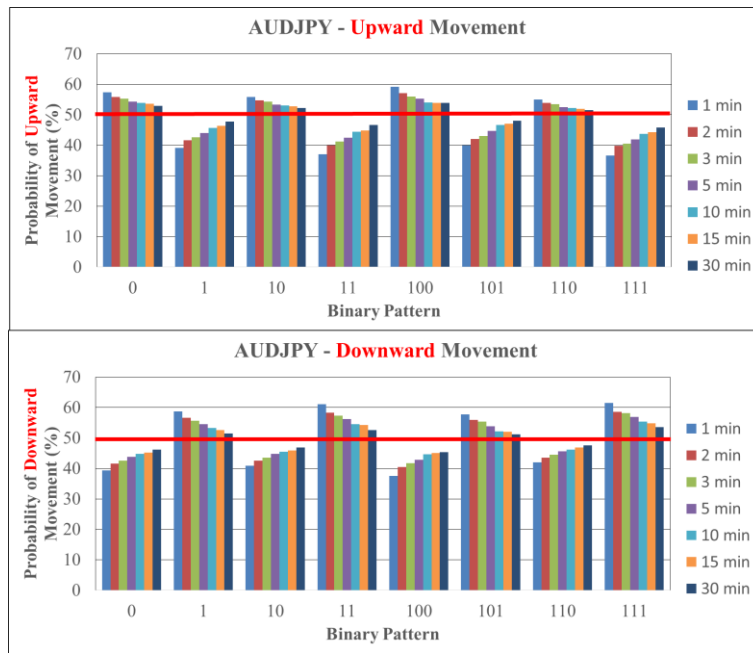 AUDJPY - Upward Movement
Probability of Upward
Movement (%)
70
60
50
40
30
20
10
0
0 1 10 11 100 101 110 111
Binary Pattern
1 min
2 min
3 min
5 min
10 min
15 min
30 min
AUDJPY - Downward Movement
Probability of Downward
Movement (%)
70
60
50
40
30
20
10
0
0 1 10 11 100 101 110 111
Binary Pattern
1 min
2 min
3 min
5 min
10 min
15 min
30 min